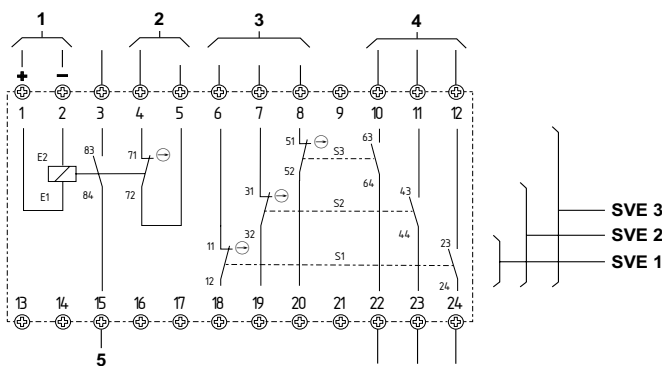 1 2 3 4
+ −
1 2 3 4 5 6 7 8 9 10 11 12
83 71 51 63
E2 S3
52
E1 84 72 64
31 43
S2 SVE 3
32 44 SVE 2
11 23
S1 SVE 1
12 24
13 14 15 16 17 18 19 20 21 22 23 24
5